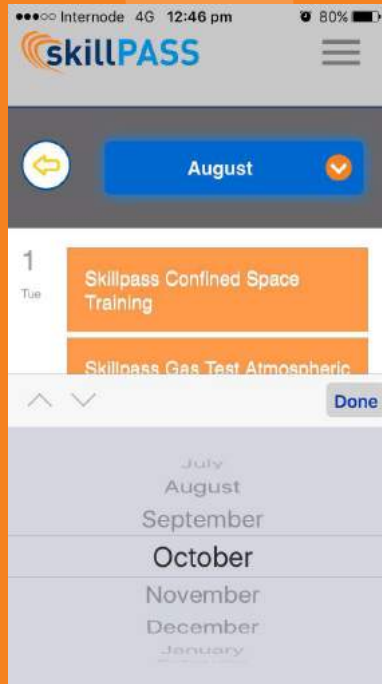 Internode 4G 12:46 pm 80%
skillPASS
August
1
Tue
Skillpass Confined Space
Training
Skillpass Gas Test Atmospheric
Done
July
August
September
October
November
December
January